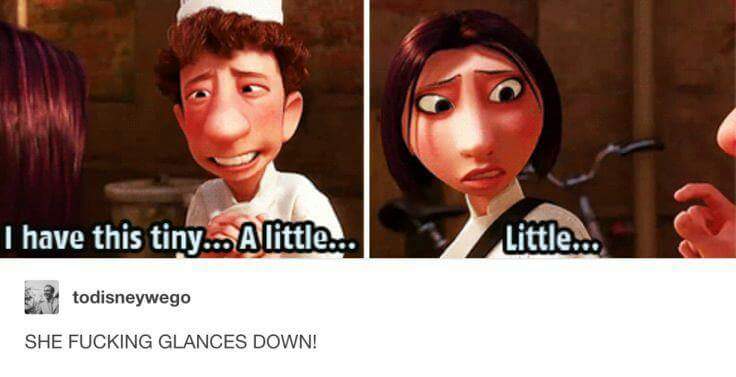 I have this tiny... A little...
Little...
todisneywego
SHE FUCKING GLANCES DOWN!